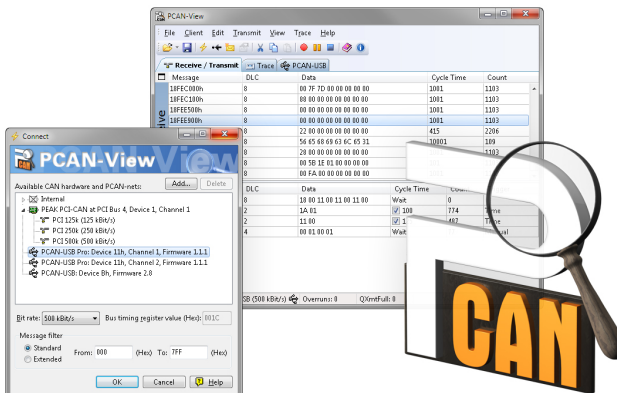 PCAN-View
File Client Edit Transmit View Trace Help
Receive / Transmit Trace PCAN-USB
Message DLC Data Cycle Time Count
18FEC000h 8 00 7F 7D 00 00 00 00 00 1001 1103
18FEC100h 8 88 00 00 00 00 00 00 00 1001 1103
18FEE500h 8 00 00 00 00 00 00 00 00 1001 1103
18FEE900h 8 00 00 00 00 00 00 00 00 1001 1103
8 22 00 00 00 00 00 00 00 415 2206
8 56 65 68 69 63 6C 65 31 10001 109
8 28 00 00 00 00 00 00 00 1103
8 00 5B 1E 01 00 00 00 00
8 00 FA 00 00 00 00 00 00
DLC Data Cycle Time
8 18 00 11 00 11 00 11 00 Wait 0
2 1A 01 100 774 Time
2 11 80 487 Time
4 00 01 00 01 Wait
SB (500 kBit/s) Overruns: 0 QXmtFull: 0
Connect
PCAN-View
Available CAN hardware and PCAN-nets: Add... Delete
Internal
PEAK PCI-CAN at PCI Bus 4, Device 1, Channel 1
PCI 125k (125 kBit/s)
PCI 250k (250 kBit/s)
PCI 500k (500 kBit/s)
PCAN-USB Pro: Device 11h, Channel 1, Firmware 1.1.1
PCAN-USB Pro: Device 11h, Channel 2, Firmware 1.1.1
PCAN-USB: Device Bh, Firmware 2.8
Bit rate: 500 kBit/s Bus timing register value (Hex): 001C
Message filter
Standard
Extended
From: 000 (Hex) To: 7FF (Hex)
OK Cancel Help
CAN